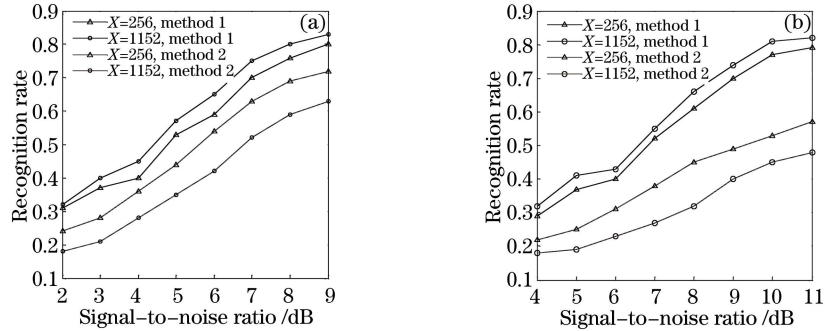 (a)
X=256, method 1
X=1152, method 1
X=256, method 2
X=1152, method 2
Recognition rate
0.9
0.8
0.7
0.6
0.5
0.4
0.3
0.2
0.1
2 3 4 5 6 7 8 9
Signal-to-noise ratio /dB
(b)
X=256, method 1
X=1152, method 1
X=256, method 2
X=1152, method 2
Recognition rate
0.9
0.8
0.7
0.6
0.5
0.4
0.3
0.2
0.1
4 5 6 7 8 9 10 11
Signal-to-noise ratio /dB